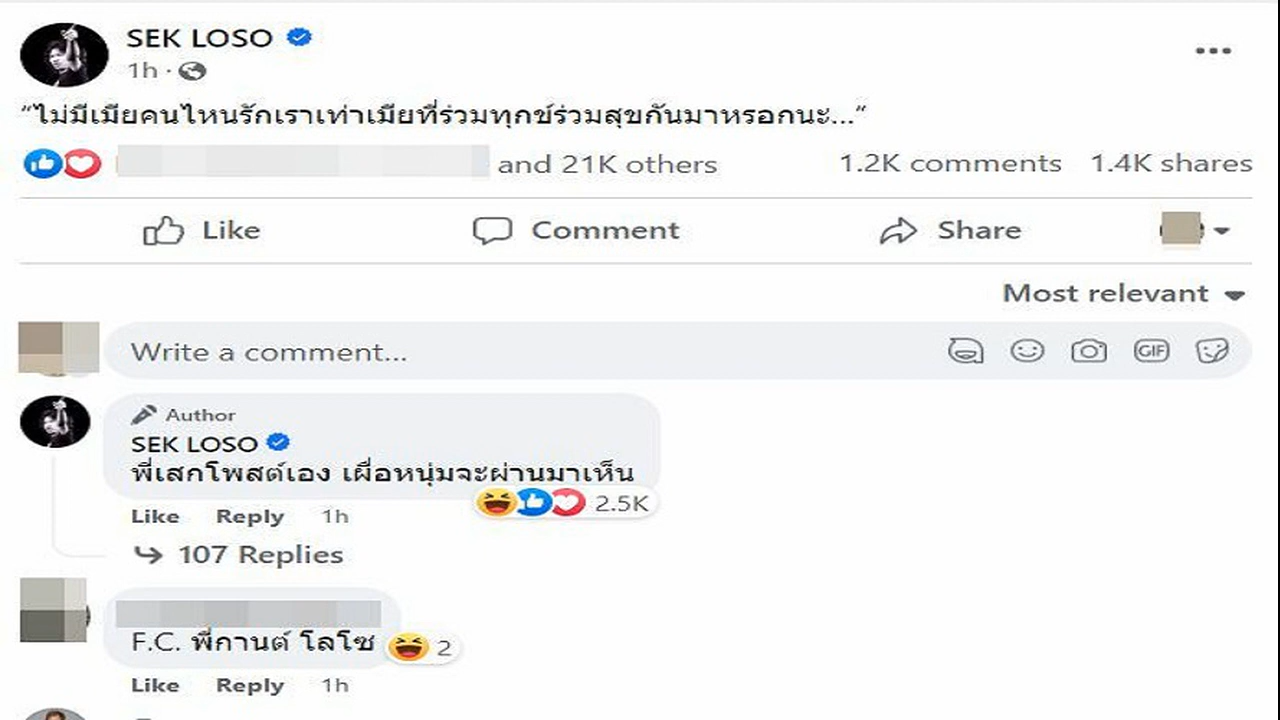 SEK LOSO
1h ·
“ไม่มีเมียคนไหนรักเราเท่าเมียที่ร่วมทุกข์ร่วมสุขกันมาหรอกนะ...”
and 21K others 1.2K comments 1.4K shares
Like Comment Share
Most relevant
Write a comment... GIF
Author
SEK LOSO
พี่เสกโพสต์เอง เผื่อหนุ่มจะผ่านมาเห็น
2.5K
Like Reply 1h
107 Replies
F.C. พี่กานต์ โลโซ 2
Like Reply 1h